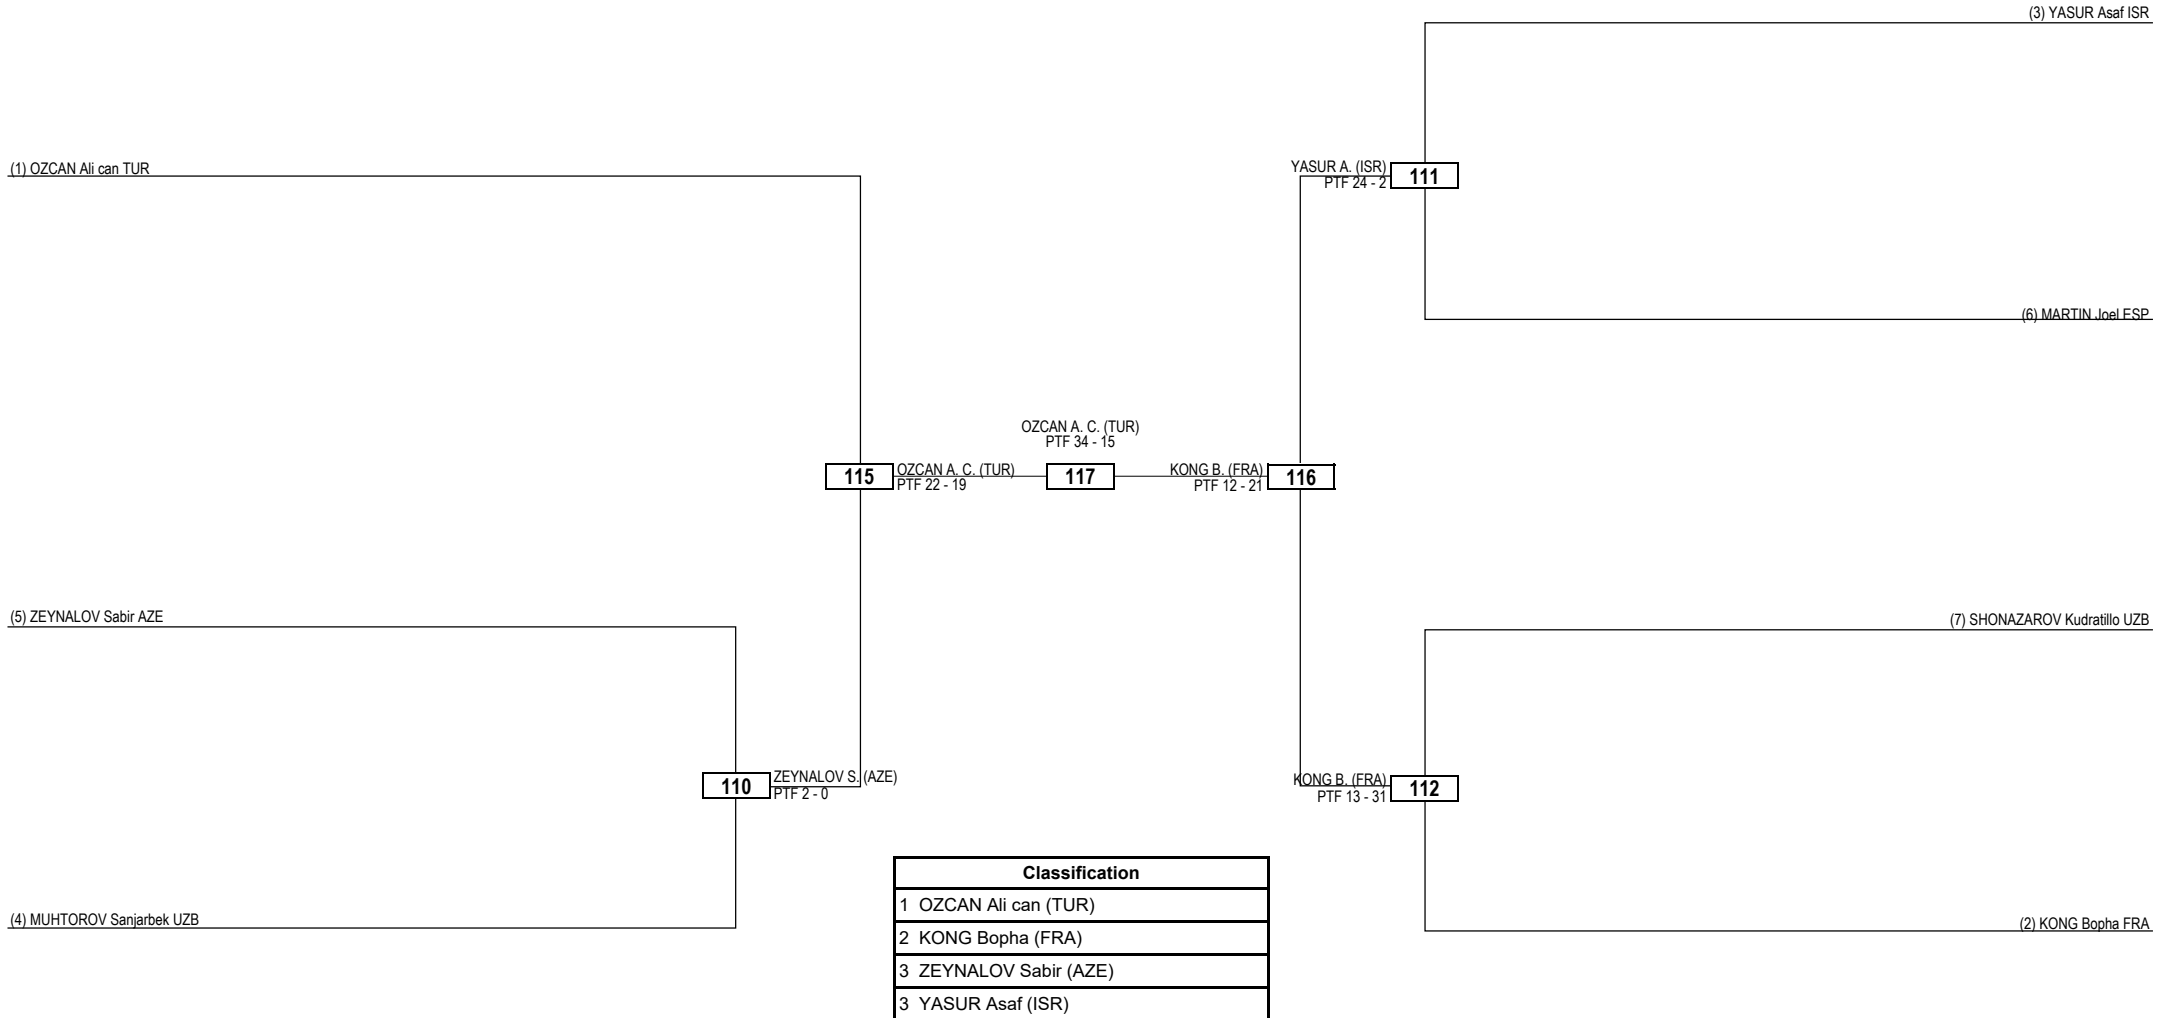 (3) YASUR Asaf ISR
(1) OZCAN Ali can TUR
YASUR A. (ISR)
PTF 24 - 2
111
(6) MARTIN Joel ESP
OZCAN A. C. (TUR)
PTF 34 - 15
115
OZCAN A. C. (TUR)
PTF 22 - 19
117
KONG B. (FRA)
PTF 12 - 21
116
(5) ZEYNALOV Sabir AZE
(7) SHONAZAROV Kudratillo UZB
110
ZEYNALOV S. (AZE)
PTF 2 - 0
KONG B. (FRA)
PTF 13 - 31
112
(4) MUHTOROV Sanjarbek UZB
(2) KONG Bopha FRA
Classification
1 OZCAN Ali can (TUR)
2 KONG Bopha (FRA)
3 ZEYNALOV Sabir (AZE)
3 YASUR Asaf (ISR)